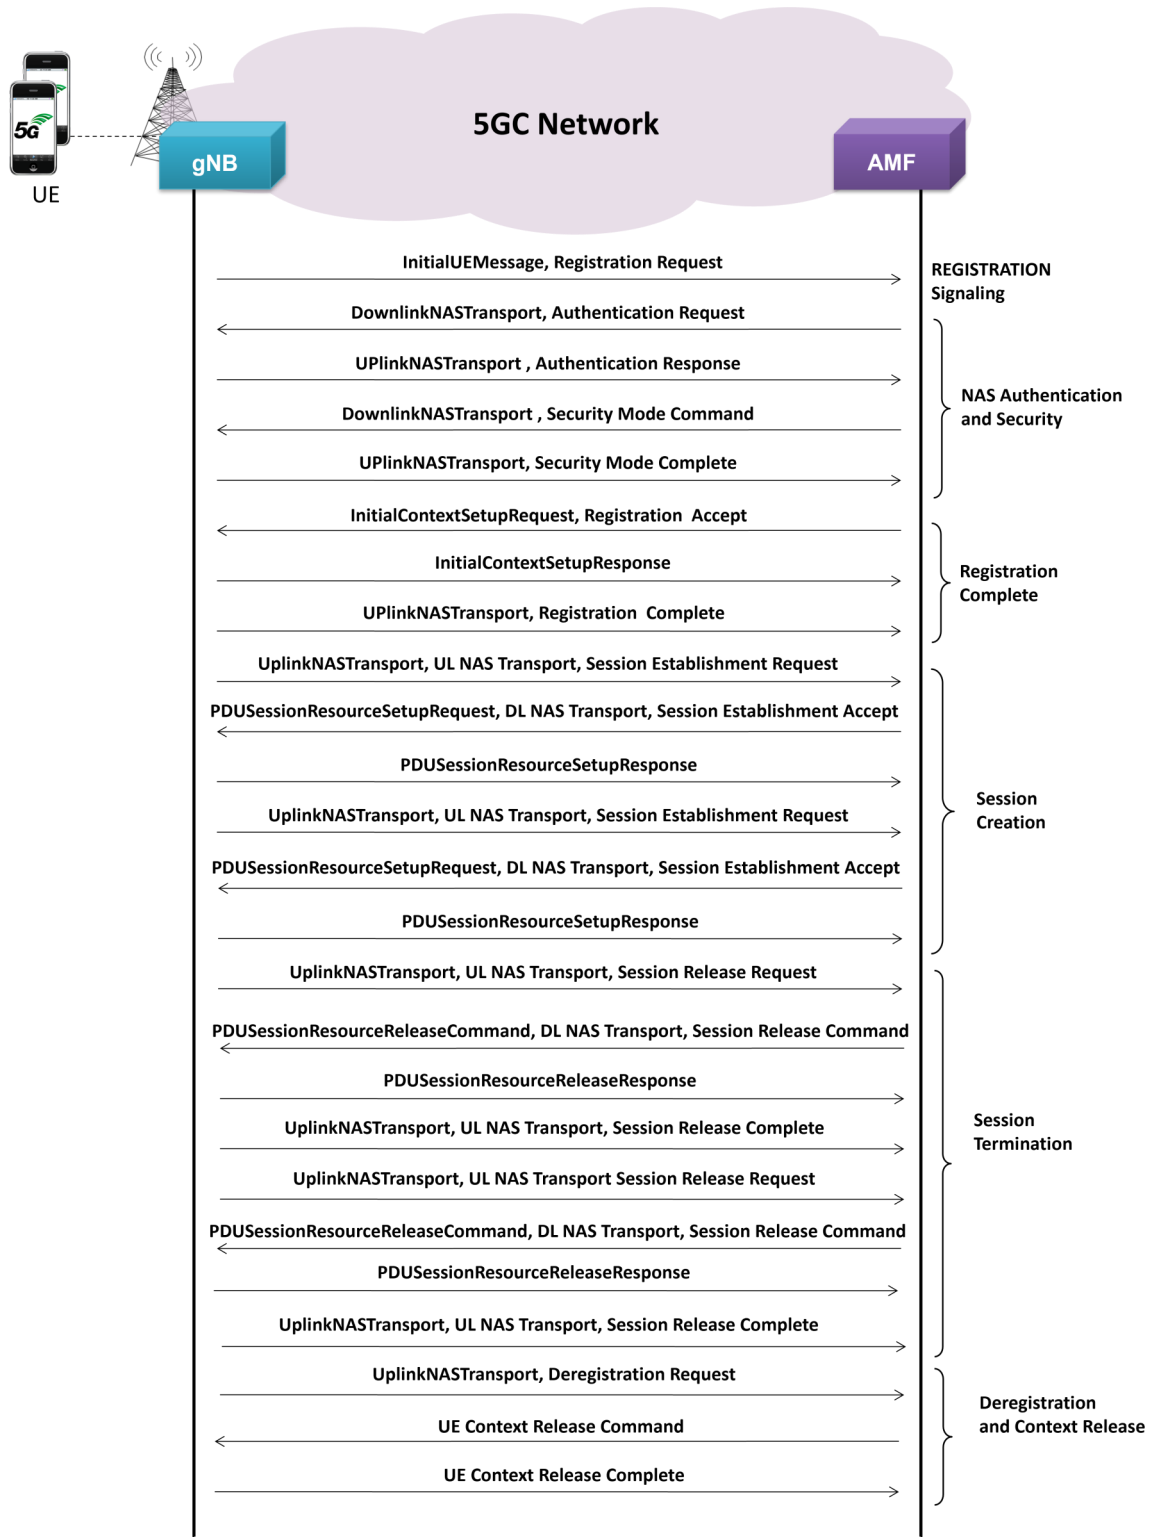 5GC Network
5G
gNB
AMF
UE
InitialUEMessage, Registration Request
REGISTRATION
Signaling
DownlinkNASTransport, Authentication Request
UPlinkNASTransport , Authentication Response
NAS Authentication
and Security
DownlinkNASTransport , Security Mode Command
UPlinkNASTransport, Security Mode Complete
InitialContextSetupRequest, Registration  Accept
InitialContextSetupResponse
Registration
Complete
UPlinkNASTransport, Registration  Complete
UplinkNASTransport, UL NAS Transport, Session Establishment Request
PDUSessionResourceSetupRequest, DL NAS Transport, Session Establishment Accept
PDUSessionResourceSetupResponse
Session
Creation
UplinkNASTransport, UL NAS Transport, Session Establishment Request
PDUSessionResourceSetupRequest, DL NAS Transport, Session Establishment Accept
PDUSessionResourceSetupResponse
UplinkNASTransport, UL NAS Transport, Session Release Request
PDUSessionResourceReleaseCommand, DL NAS Transport, Session Release Command
PDUSessionResourceReleaseResponse
Session
Termination
UplinkNASTransport, UL NAS Transport, Session Release Complete
UplinkNASTransport, UL NAS Transport Session Release Request
PDUSessionResourceReleaseCommand, DL NAS Transport, Session Release Command
PDUSessionResourceReleaseResponse
UplinkNASTransport, UL NAS Transport, Session Release Complete
UplinkNASTransport, Deregistration Request
Deregistration
and Context Release
UE Context Release Command
UE Context Release Complete